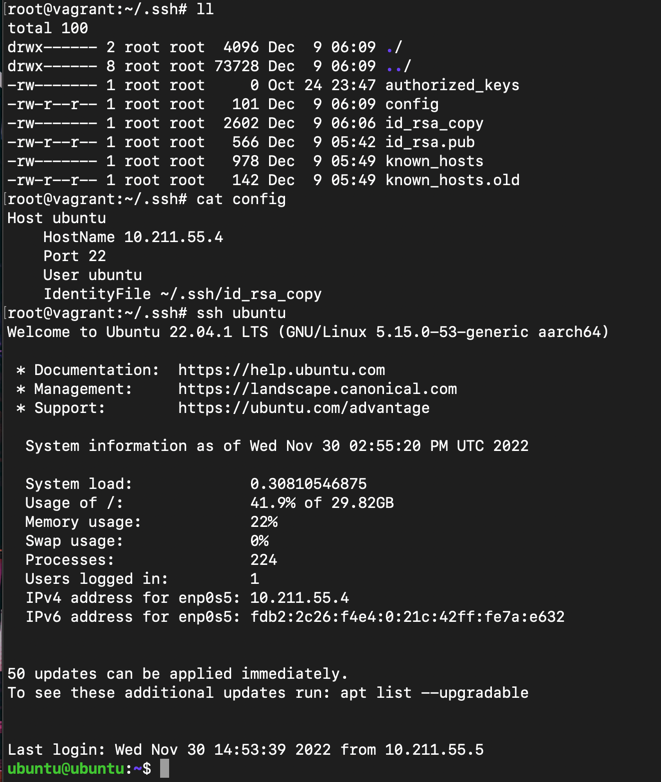 [root@vagrant:~/.ssh# ll
total 100
drwx------ 2 root root  4096 Dec  9 06:09 ./
drwx------ 8 root root 73728 Dec  9 06:09 ../
-rw------- 1 root root     0 Oct 24 23:47 authorized_keys
-rw-r--r-- 1 root root   101 Dec  9 06:09 config
-rw------- 1 root root  2602 Dec  9 06:06 id_rsa_copy
-rw-r--r-- 1 root root   566 Dec  9 05:42 id_rsa.pub
-rw------- 1 root root   978 Dec  9 05:49 known_hosts
-rw-r--r-- 1 root root   142 Dec  9 05:49 known_hosts.old
[root@vagrant:~/.ssh# cat config
Host ubuntu
    HostName 10.211.55.4
    Port 22
    User ubuntu
    IdentityFile ~/.ssh/id_rsa_copy
[root@vagrant:~/.ssh# ssh ubuntu
Welcome to Ubuntu 22.04.1 LTS (GNU/Linux 5.15.0-53-generic aarch64)

 * Documentation:  https://help.ubuntu.com
 * Management:     https://landscape.canonical.com
 * Support:        https://ubuntu.com/advantage

  System information as of Wed Nov 30 02:55:20 PM UTC 2022

  System load:             0.30810546875
  Usage of /:              41.9% of 29.82GB
  Memory usage:            22%
  Swap usage:              0%
  Processes:               224
  Users logged in:         1
  IPv4 address for enp0s5: 10.211.55.4
  IPv6 address for enp0s5: fdb2:2c26:f4e4:0:21c:42ff:fe7a:e632

50 updates can be applied immediately.
To see these additional updates run: apt list --upgradable

Last login: Wed Nov 30 14:53:39 2022 from 10.211.55.5
ubuntu@ubuntu:~$